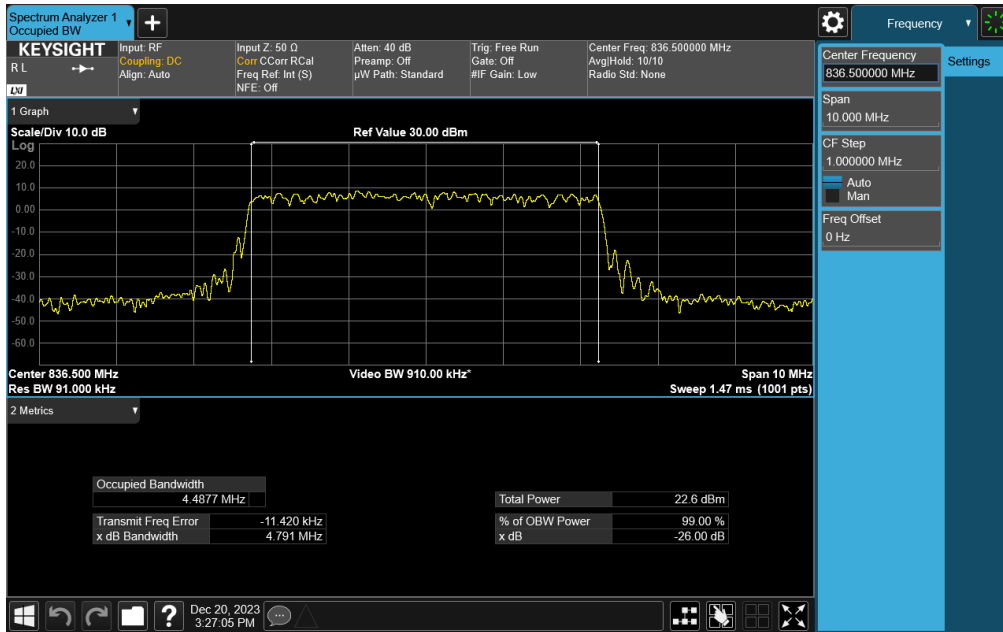 Spectrum Analyzer 1
Occupied BW
Frequency
KEYSIGHT
R L
LXI
Input: RF
Coupling: DC
Align: Auto
Input Z: 50 Ω
Corr CCorr RCal
Freq Ref: Int (S)
NFE: Off
Atten: 40 dB
Preamp: Off
µW Path: Standard
Trig: Free Run
Gate: Off
#IF Gain: Low
Center Freq: 836.500000 MHz
Avg|Hold: 10/10
Radio Std: None
Center Frequency
836.500000 MHz
Settings
Span
10.000 MHz
CF Step
1.000000 MHz
Auto
Man
Freq Offset
0 Hz
1 Graph
Scale/Div 10.0 dB
Ref Value 30.00 dBm
Log
20.0
10.0
0.00
-10.0
-20.0
-30.0
-40.0
-50.0
-60.0
Center 836.500 MHz
Video BW 910.00 kHz*
Span 10 MHz
Res BW 91.000 kHz
Sweep 1.47 ms (1001 pts)
2 Metrics
Occupied Bandwidth
4.4877 MHz
Total Power 22.6 dBm
Transmit Freq Error -11.420 kHz
% of OBW Power 99.00 %
x dB Bandwidth 4.791 MHz
x dB -26.00 dB
Dec 20, 2023
3:27:05 PM